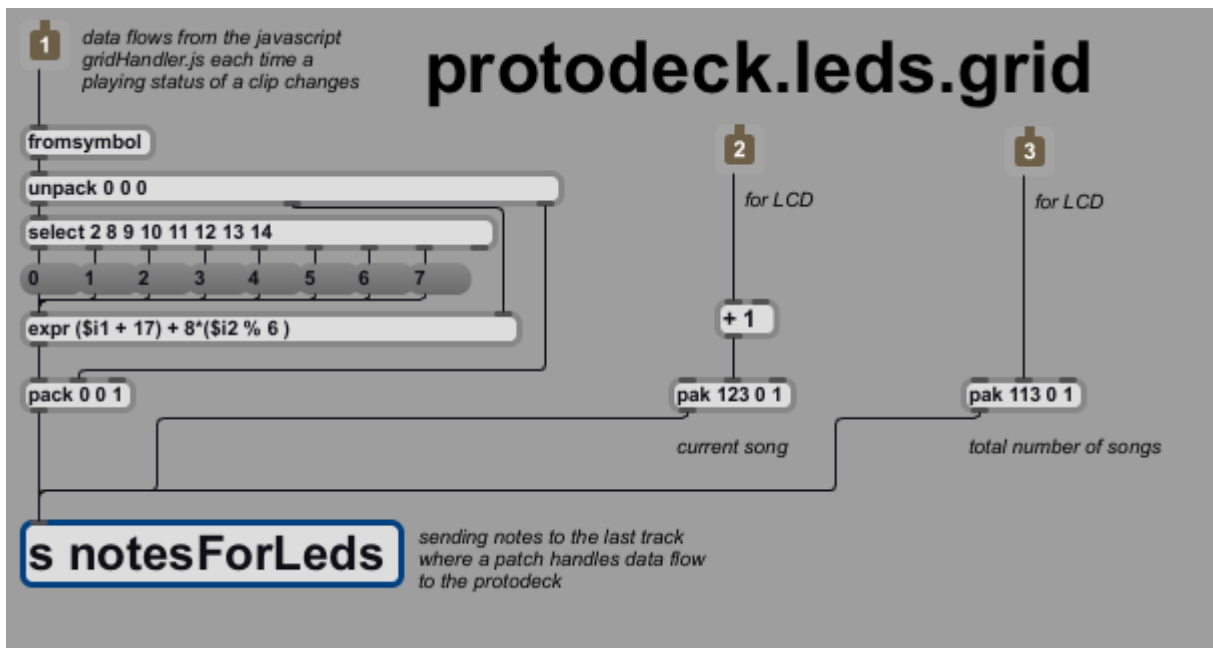 1
data flows from the javascript
gridHandler.js each time a
playing status of a clip changes
protodeck.leds.grid
fromsymbol
unpack 0 0 0
select 2 8 9 10 11 12 13 14
0 1 2 3 4 5 6 7
expr ($i1 + 17) + 8*($i2 % 6 )
pack 0 0 1
2
for LCD
+ 1
pak 123 0 1
current song
3
for LCD
pak 113 0 1
total number of songs
s notesForLeds
sending notes to the last track
where a patch handles data flow
to the protodeck